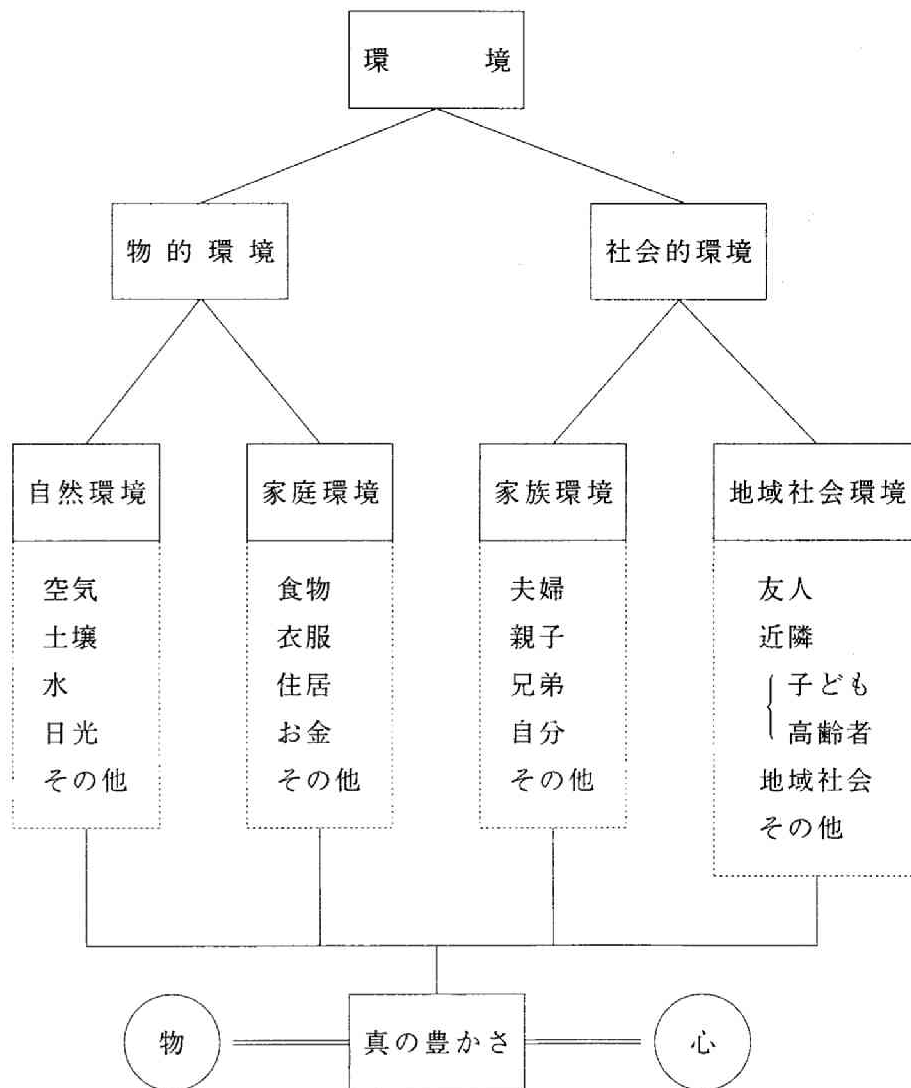 環境
物的環境
社会的環境
自然環境
空気
土壌
水
日光
その他
家庭環境
食物
衣服
住居
お金
その他
家族環境
夫婦
親子
兄弟
自分
その他
地域社会環境
友人
近隣
子ども
高齢者
地域社会
その他
物
真の豊かさ
心